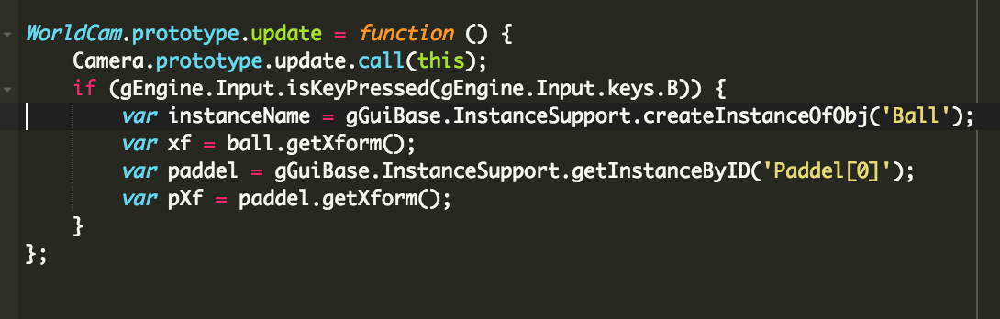 WorldCam.prototype.update = function () {
    Camera.prototype.update.call(this);
    if (gEngine.Input.isKeyPressed(gEngine.Input.keys.B)) {
        var instanceName = gGuiBase.InstanceSupport.createInstanceOfObj('Ball');
        var xf = ball.getXform();
        var paddel = gGuiBase.InstanceSupport.getInstanceByID('Paddel[0]');
        var pXf = paddel.getXform();
    }
};